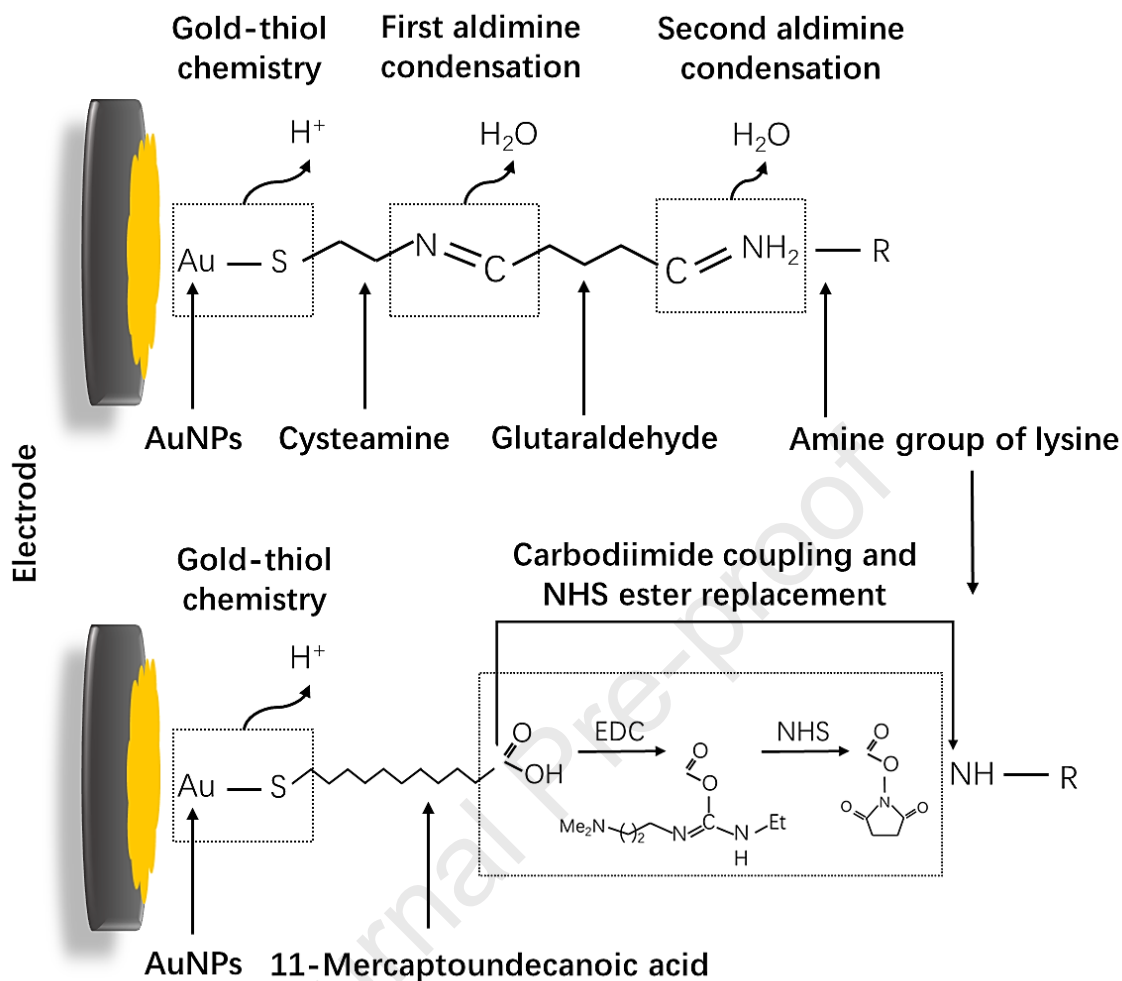 Gold-thiol
chemistry
First aldimine
condensation
Second aldimine
condensation
H⁺
H₂O
H₂O
Au — S
N
C
C
NH₂ — R
AuNPs
Cysteamine
Glutaraldehyde
Amine group of lysine
Electrode
Gold-thiol
chemistry
Carbodiimide coupling and
NHS ester replacement
H⁺
Au — S
O
C
OH
EDC
O
C
O
Me₂N
( )₂
N
C
N
H
Et
NHS
O
C
O
N
O
O
NH — R
AuNPs
11-Mercaptoundecanoic acid
rnal Pre-proof